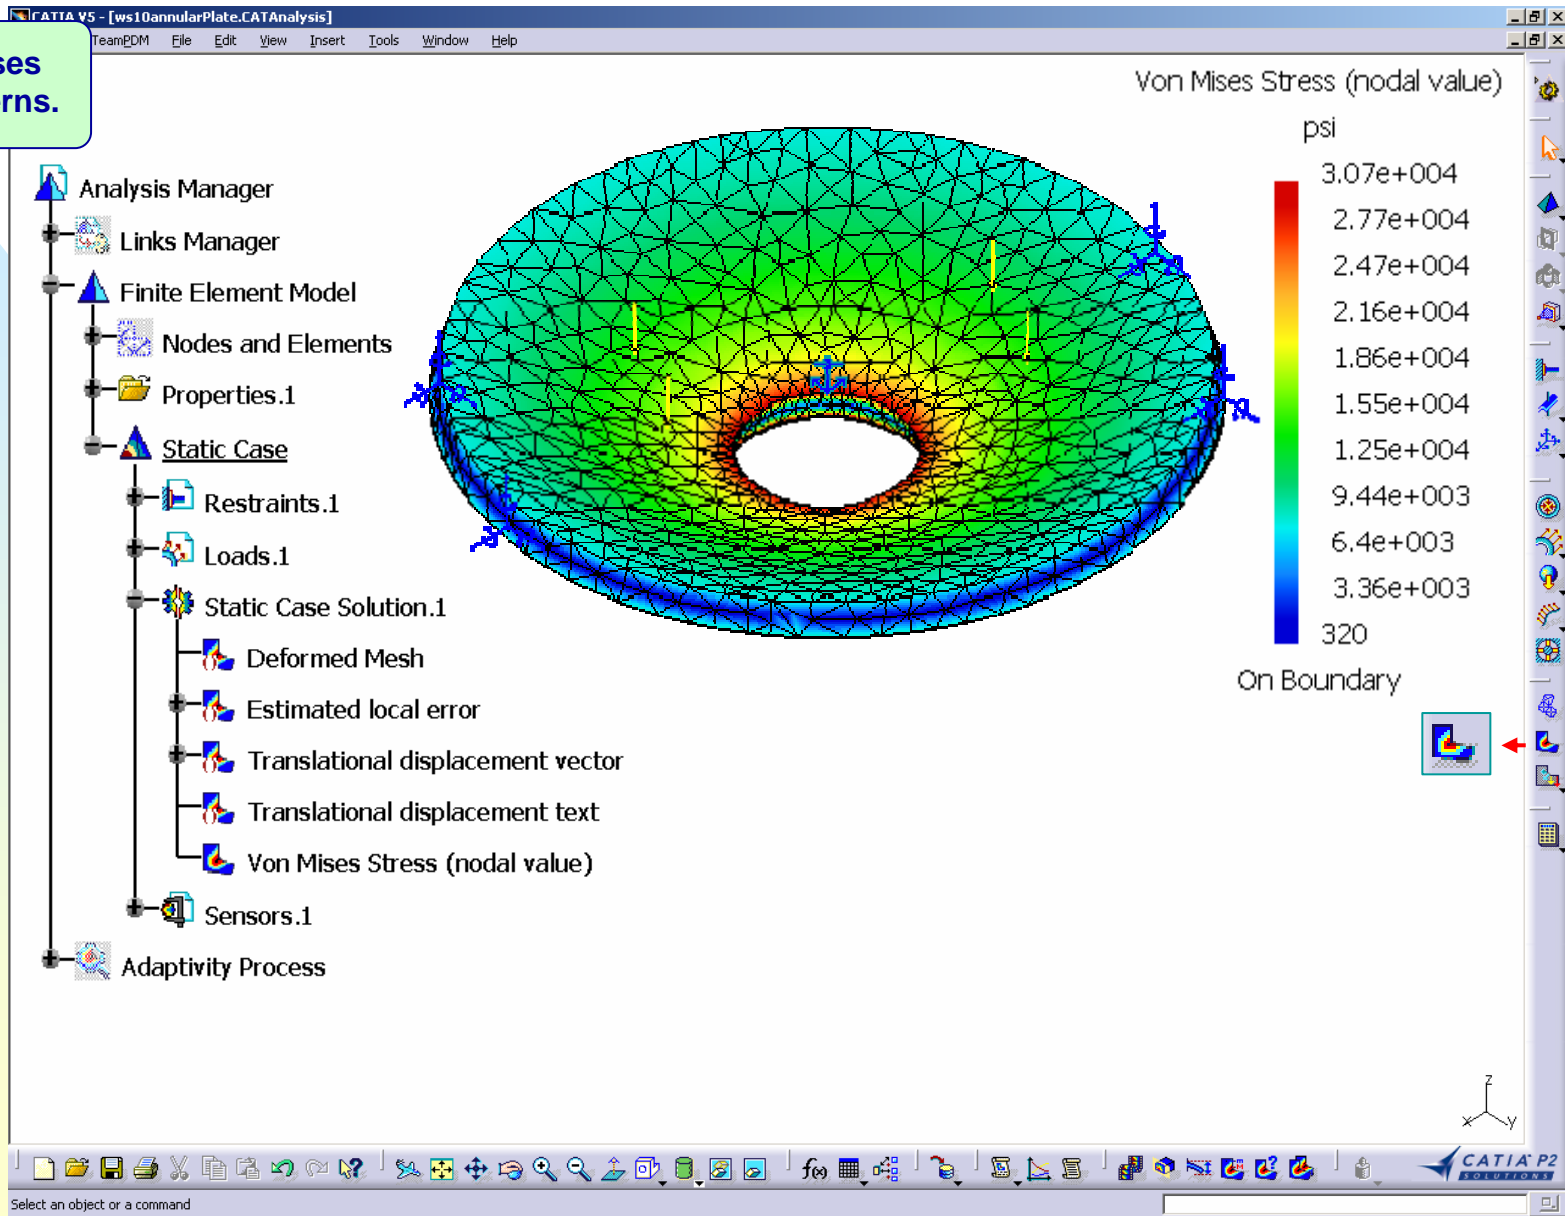 CATIA V5 - [ws10annularPlate.CATAnalysis]
TeamPDM File Edit View Insert Tools Window Help
ses
erns.
Von Mises Stress (nodal value)
psi
3.07e+004
2.77e+004
2.47e+004
2.16e+004
1.86e+004
1.55e+004
1.25e+004
9.44e+003
6.4e+003
3.36e+003
320
On Boundary
Analysis Manager
Links Manager
Finite Element Model
Nodes and Elements
Properties.1
Static Case
Restraints.1
Loads.1
Static Case Solution.1
Deformed Mesh
Estimated local error
Translational displacement vector
Translational displacement text
Von Mises Stress (nodal value)
Sensors.1
Adaptivity Process
z
x y
f(x)
CATIA P2
SOLUTIONS
Select an object or a command